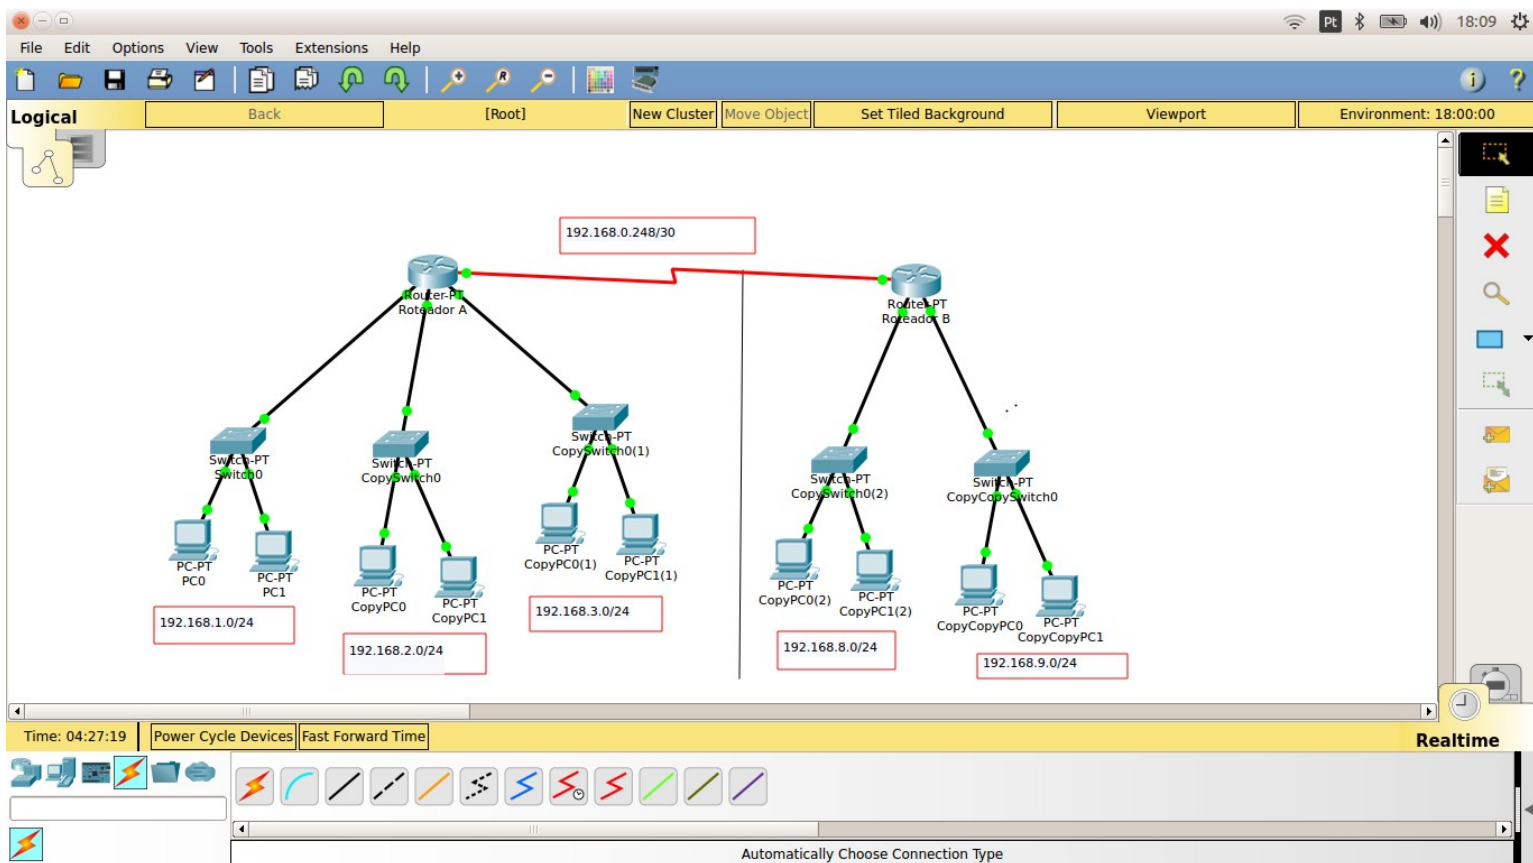 Pt
18:09
File Edit Options View Tools Extensions Help
R
i
?
Logical
Back
[Root]
New Cluster
Move Object
Set Tiled Background
Viewport
Environment: 18:00:00
192.168.0.248/30
Router-PT
Roteador A
Router-PT
Roteador B
Switch-PT
Switch0
Switch-PT
CopySwitch0
Switch-PT
CopySwitch0(1)
Switch-PT
CopySwitch0(2)
Switch-PT
CopyCopySwitch0
PC-PT
PC0
PC-PT
PC1
PC-PT
CopyPC0
PC-PT
CopyPC1
PC-PT
CopyPC0(1)
PC-PT
CopyPC1(1)
PC-PT
CopyPC0(2)
PC-PT
CopyPC1(2)
PC-PT
CopyCopyPC0
PC-PT
CopyCopyPC1
192.168.1.0/24
192.168.2.0/24
192.168.3.0/24
192.168.8.0/24
192.168.9.0/24
Time: 04:27:19
Power Cycle Devices
Fast Forward Time
Realtime
Automatically Choose Connection Type